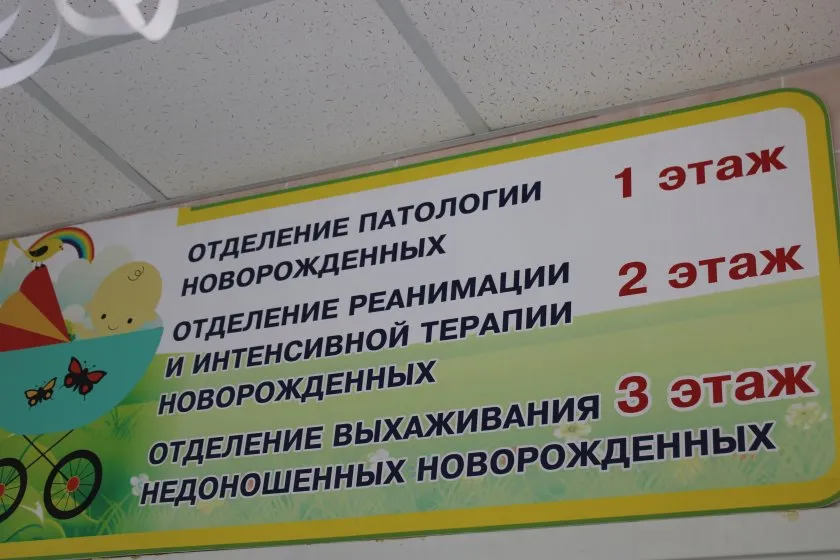 ОТДЕЛЕНИЕ ПАТОЛОГИИ 1 этаж
НОВОРОЖДЕННЫХ
ОТДЕЛЕНИЕ РЕАНИМАЦИИ 2 этаж
И ИНТЕНСИВНОЙ ТЕРАПИИ
НОВОРОЖДЕННЫХ
ОТДЕЛЕНИЕ ВЫХАЖИВАНИЯ 3 этаж
НЕДОНОШЕННЫХ НОВОРОЖДЕННЫХ